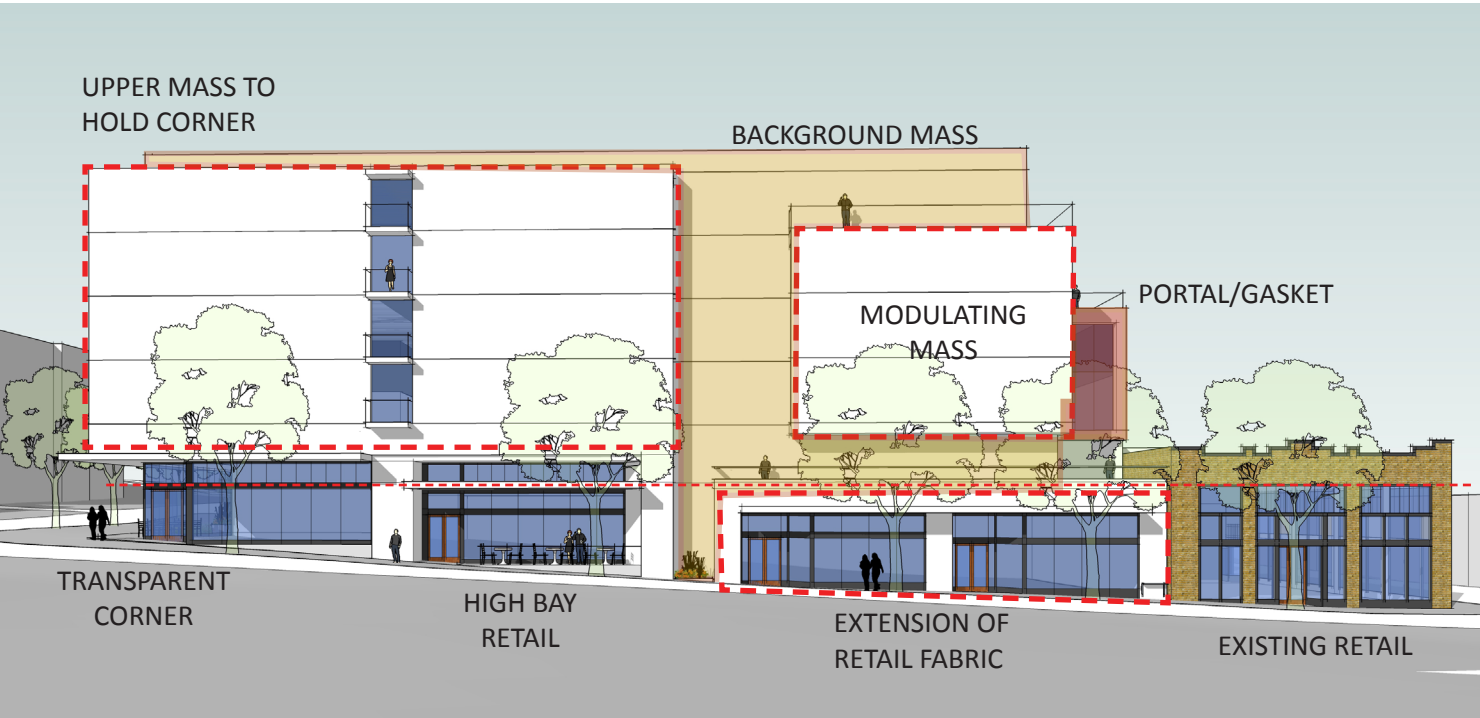 UPPER MASS TO
HOLD CORNER
BACKGROUND MASS
PORTAL/GASKET
MODULATING
MASS
TRANSPARENT
CORNER
HIGH BAY
RETAIL
EXTENSION OF
RETAIL FABRIC
EXISTING RETAIL